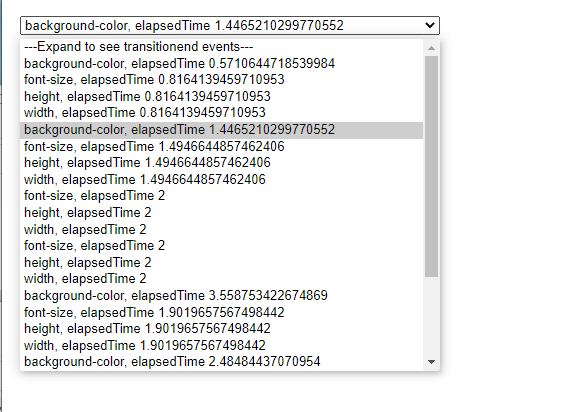 background-color, elapsedTime 1.4465210299770552
---Expand to see transitionend events---
background-color, elapsedTime 0.5710644718539984
font-size, elapsedTime 0.8164139459710953
height, elapsedTime 0.8164139459710953
width, elapsedTime 0.8164139459710953
background-color, elapsedTime 1.4465210299770552
font-size, elapsedTime 1.4946644857462406
height, elapsedTime 1.4946644857462406
width, elapsedTime 1.4946644857462406
font-size, elapsedTime 2
height, elapsedTime 2
width, elapsedTime 2
font-size, elapsedTime 2
height, elapsedTime 2
width, elapsedTime 2
background-color, elapsedTime 3.558753422674869
font-size, elapsedTime 1.9019657567498442
height, elapsedTime 1.9019657567498442
width, elapsedTime 1.9019657567498442
background-color, elapsedTime 2.48484437070954